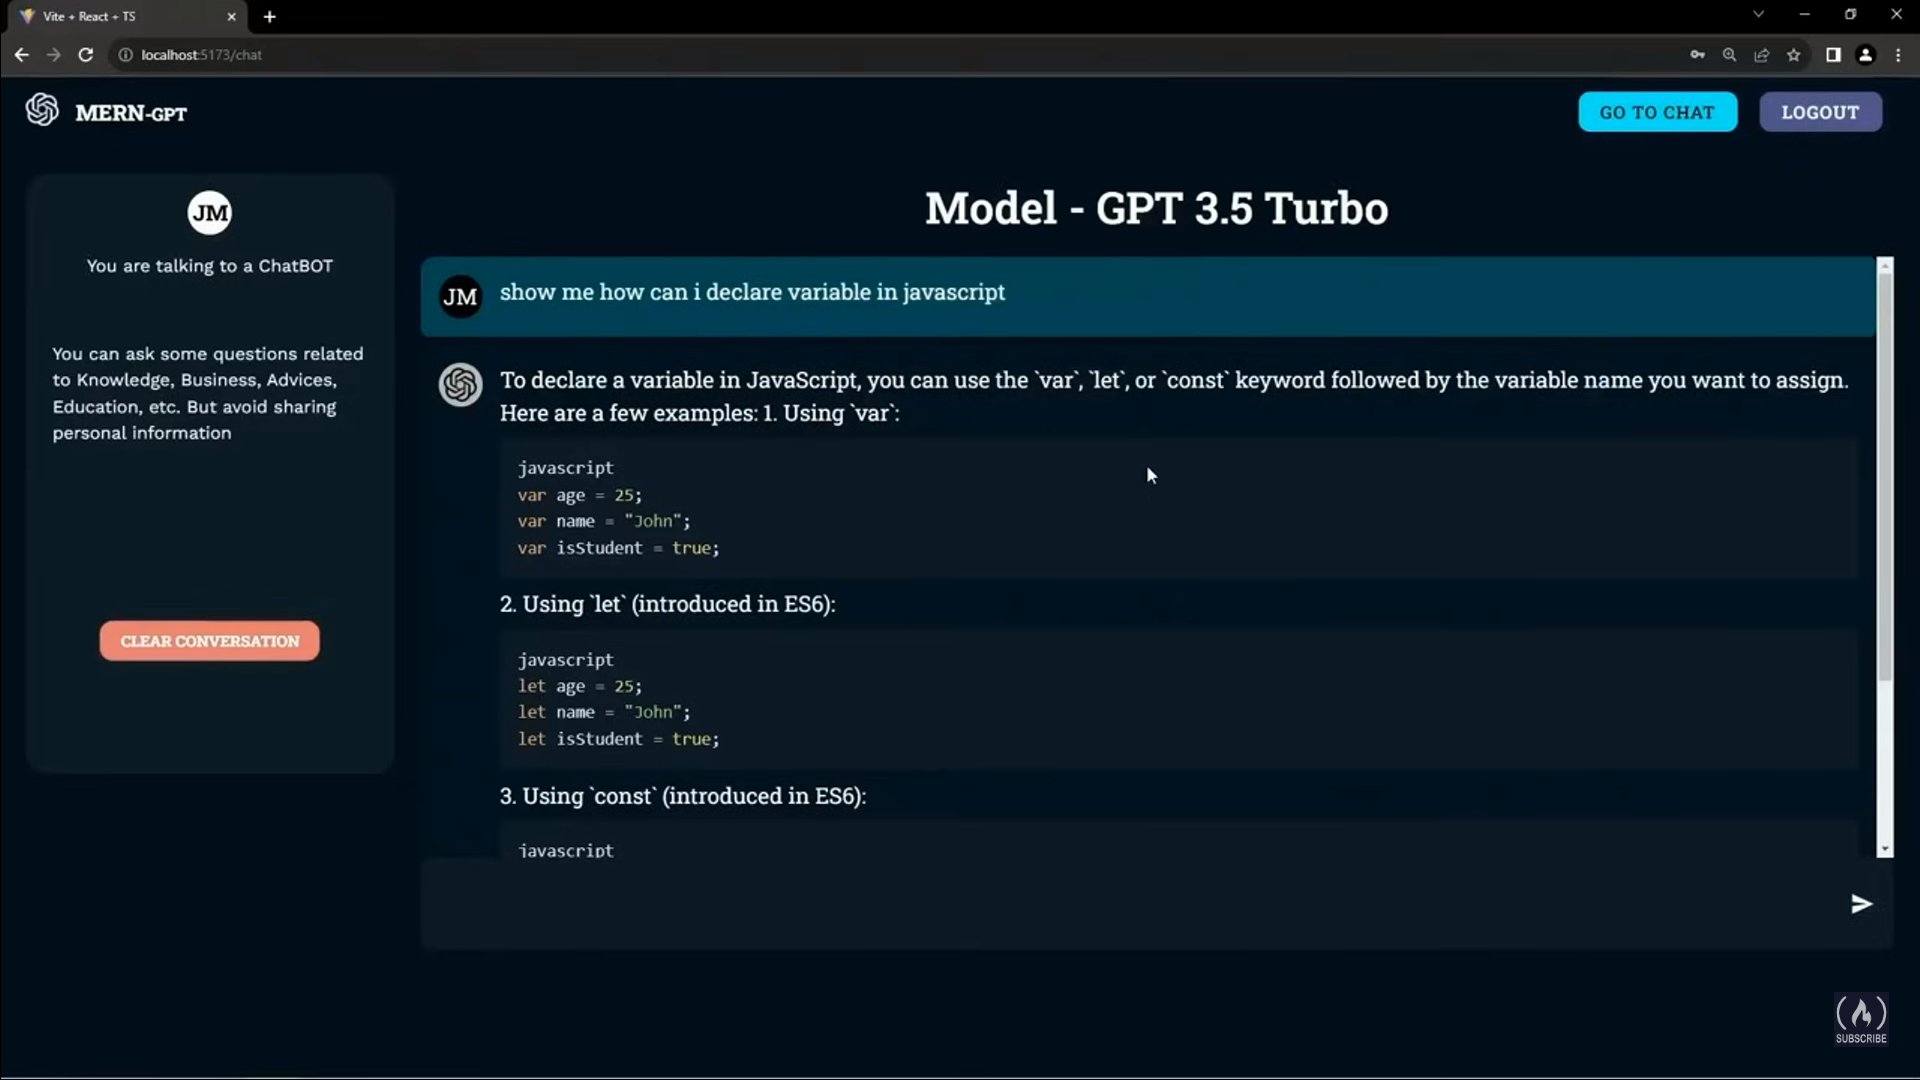 Vite + React + TS
localhost:5173/chat
MERN-GPT
GO TO CHAT
LOGOUT
JM
You are talking to a ChatBOT
You can ask some questions related
to Knowledge, Business, Advices,
Education, etc. But avoid sharing
personal information
CLEAR CONVERSATION
Model - GPT 3.5 Turbo
JM
show me how can i declare variable in javascript
To declare a variable in JavaScript, you can use the `var`, `let`, or `const` keyword followed by the variable name you want to assign.
Here are a few examples: 1. Using `var`:
javascript
var age = 25;
var name = "John";
var isStudent = true;
2. Using `let` (introduced in ES6):
javascript
let age = 25;
let name = "John";
let isStudent = true;
3. Using `const` (introduced in ES6):
javascript
SUBSCRIBE